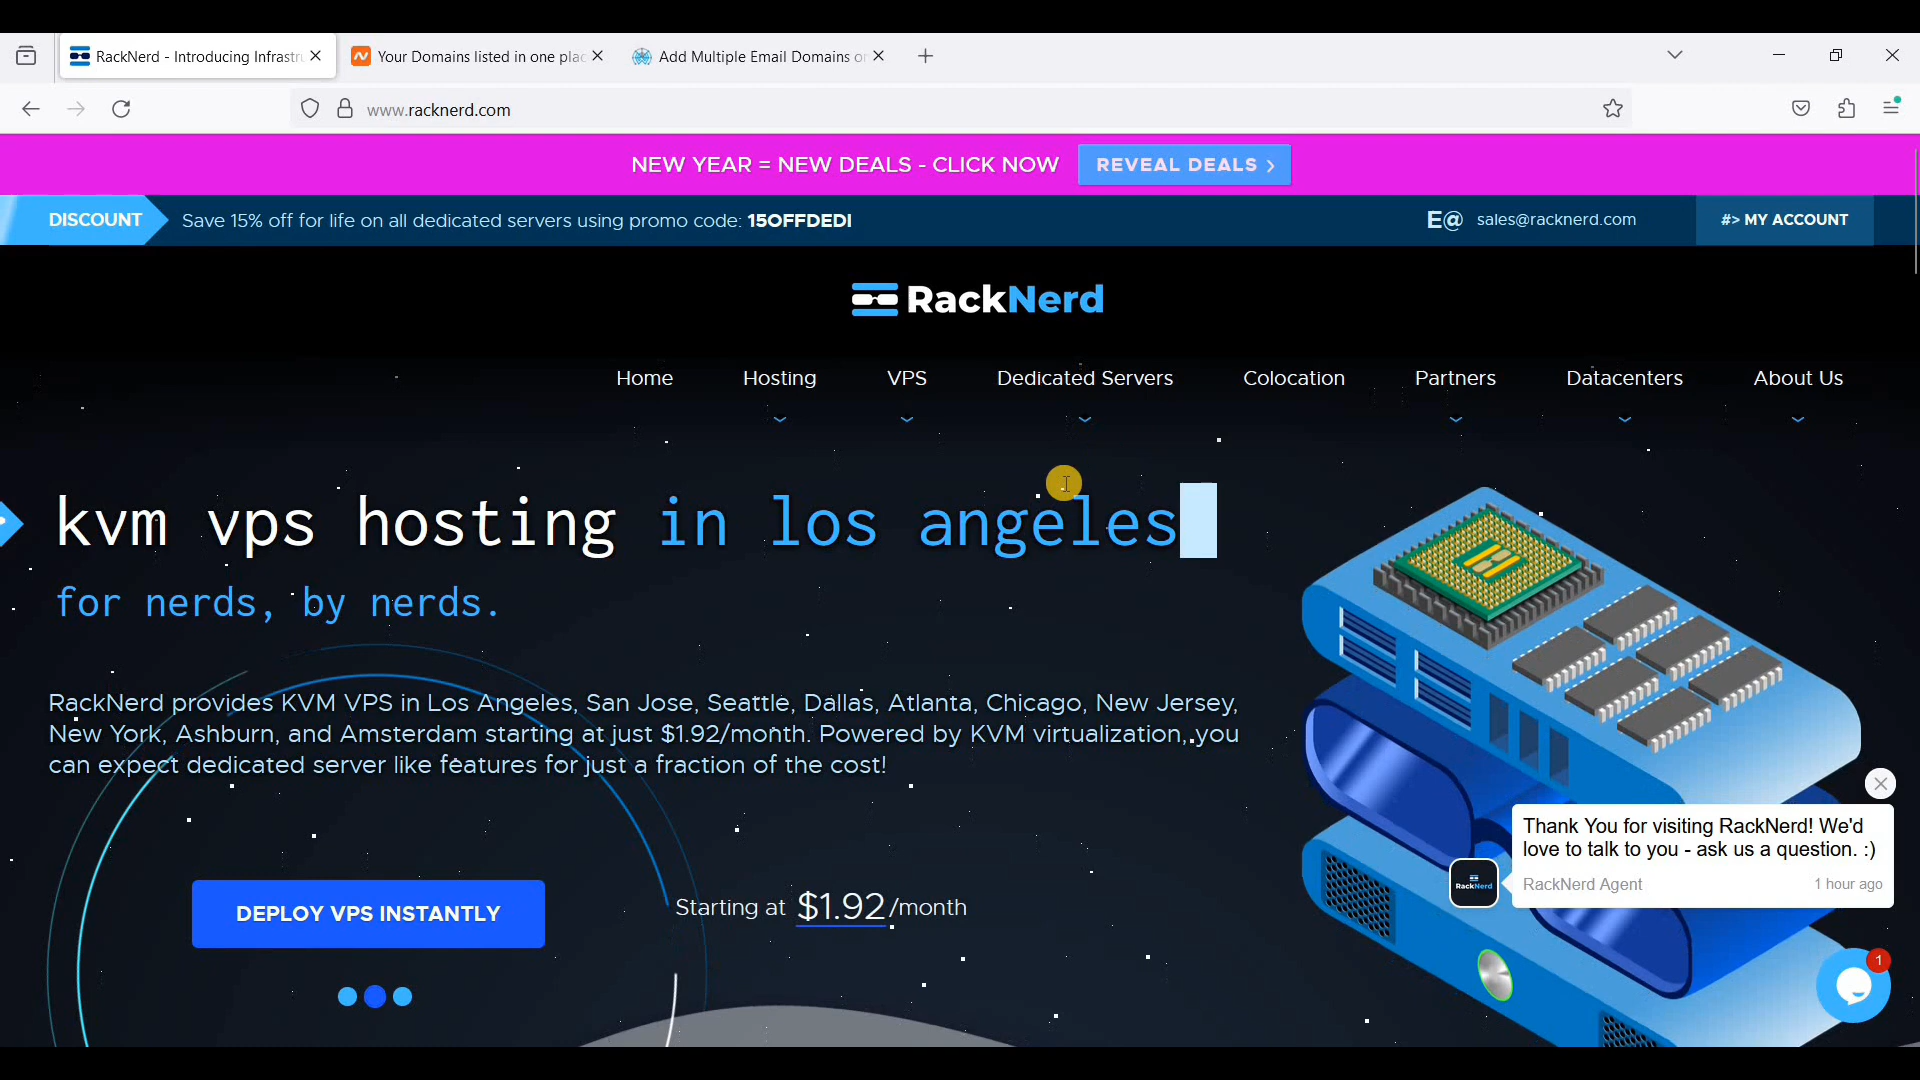 RackNerd - Introducing Infrastru
Your Domains listed in one plac
Add Multiple Email Domains or
www.racknerd.com
NEW YEAR = NEW DEALS - CLICK NOW
REVEAL DEALS >
DISCOUNT
Save 15% off for life on all dedicated servers using promo code: 15OFFDEDI
E@ sales@racknerd.com
#> MY ACCOUNT
RackNerd
Home
Hosting
VPS
Dedicated Servers
Colocation
Partners
Datacenters
About Us
kvm vps hosting in los angeles
for nerds, by nerds.
RackNerd provides KVM VPS in Los Angeles, San Jose, Seattle, Dallas, Atlanta, Chicago, New Jersey,
New York, Ashburn, and Amsterdam starting at just $1.92/month. Powered by KVM virtualization, you
can expect dedicated server like features for just a fraction of the cost!
DEPLOY VPS INSTANTLY
Starting at $1.92/month
Thank You for visiting RackNerd! We'd
love to talk to you - ask us a question. :)
RackNerd
RackNerd Agent
1 hour ago
1